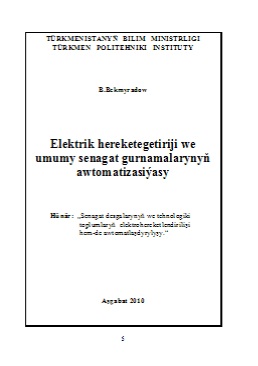 TÜRKMENISTANYŇ BILIM MINISTRLIGI
TÜRKMEN POLITEHNIKI INSTITUTY
B.Bekmyradow
Elektrik hereketegetiriji we
umumy senagat gurnamalarynyň
awtomatizasiýasy
Hünär: „Senagat desgalarynyň we tehnologiki
toplumlaryň elektrohereketlendirilişi
hem-de awtomatlaşdyrylyşy.“
Aşgabat 2010
5